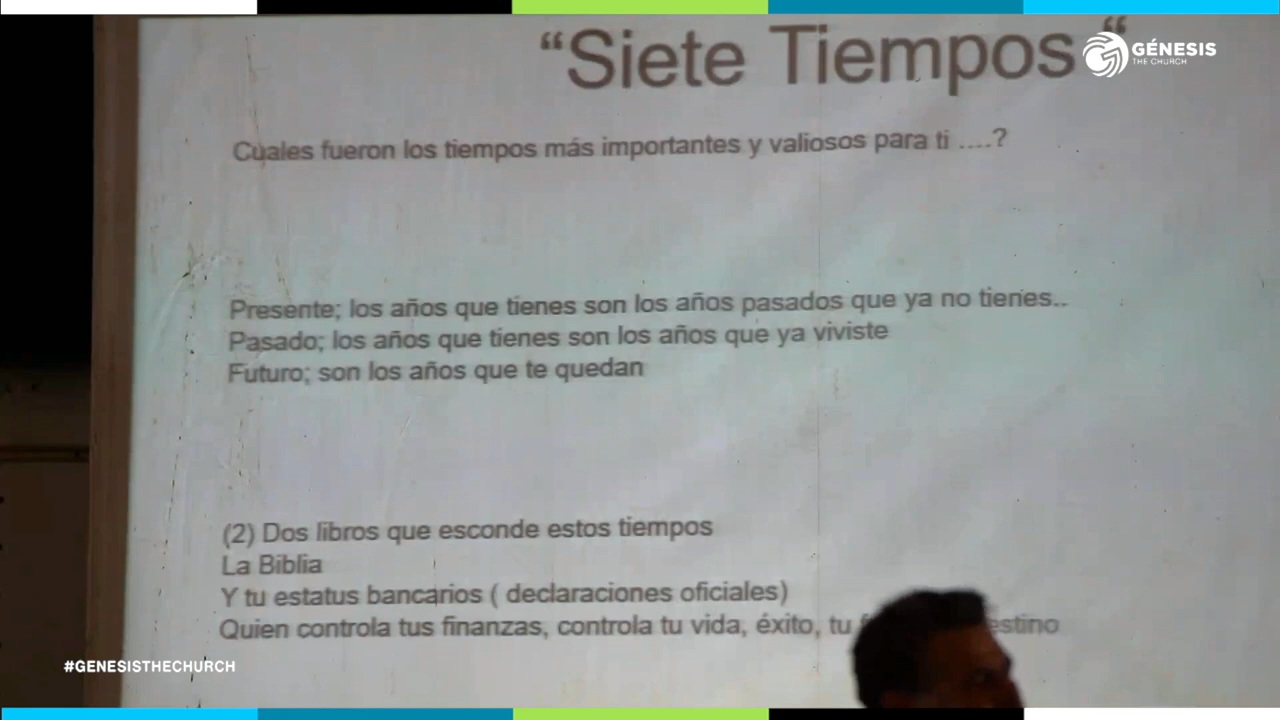 “Siete Tiempos“
GÉNESIS
THE CHURCH
Cuales fueron los tiempos más importantes y valiosos para ti ....?
Presente; los años que tienes son los años pasados que ya no tienes..
Pasado; los años que tienes son los años que ya viviste
Futuro; son los años que te quedan
(2) Dos libros que esconde estos tiempos
La Biblia
Y tu estatus bancarios ( declaraciones oficiales)
Quien controla tus finanzas, controla tu vida, éxito, tu
#GENESISTHECHURCH